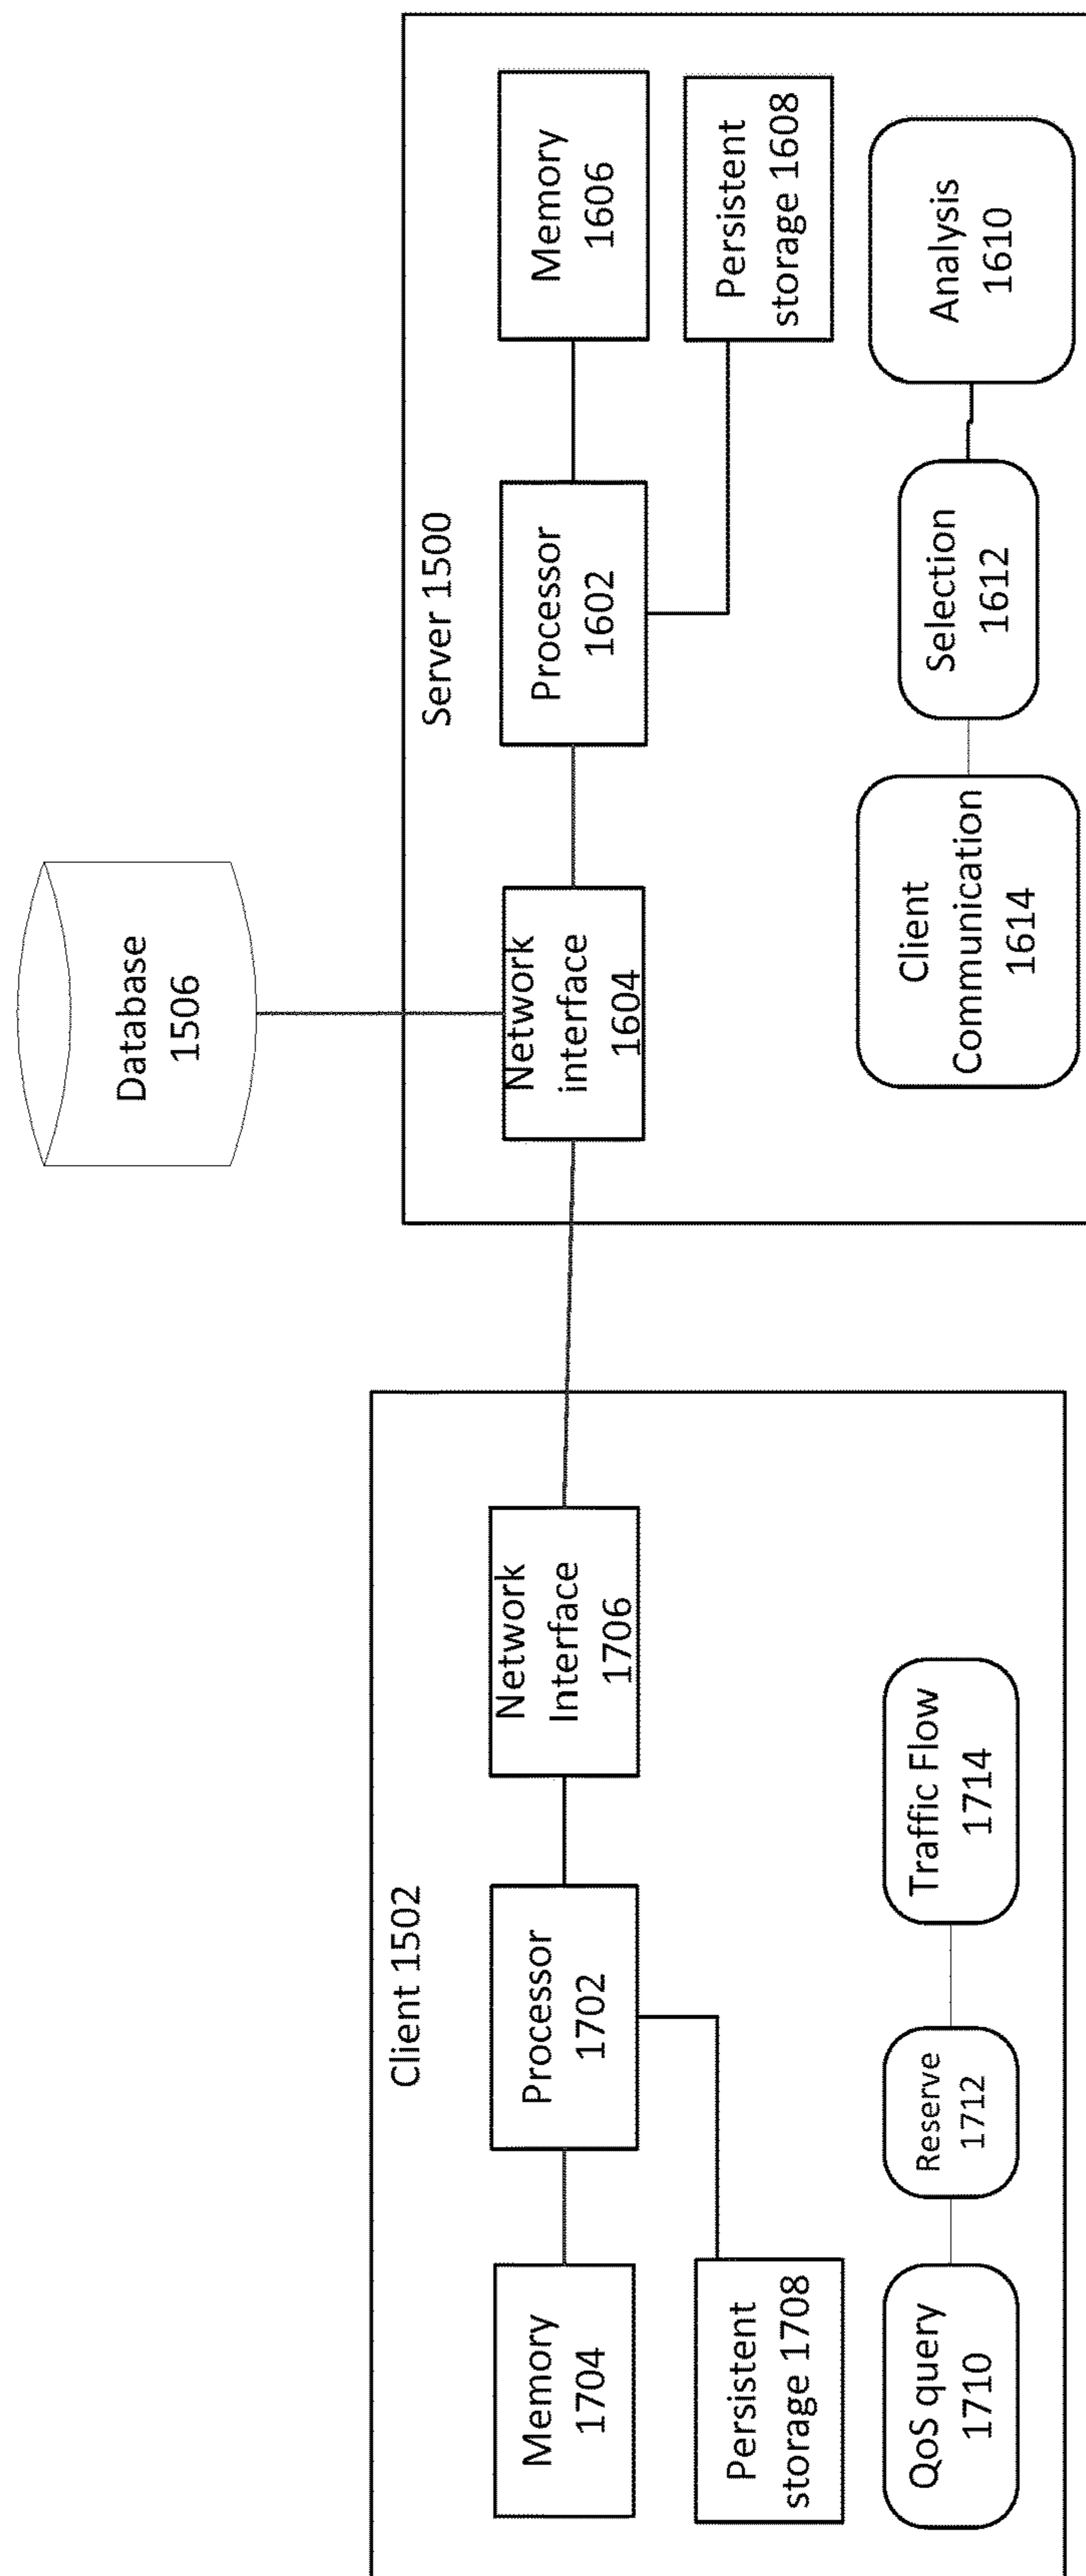 Database
1506
Client 1502
Memory
1704
Processor
1702
Network
Interface
1706
Persistent
storage 1708
QoS query
1710
Reserve
1712
Traffic Flow
1714
Server 1500
Network
interface
1604
Processor
1602
Memory
1606
Persistent
storage 1608
Client
Communication
1614
Selection
1612
Analysis
1610